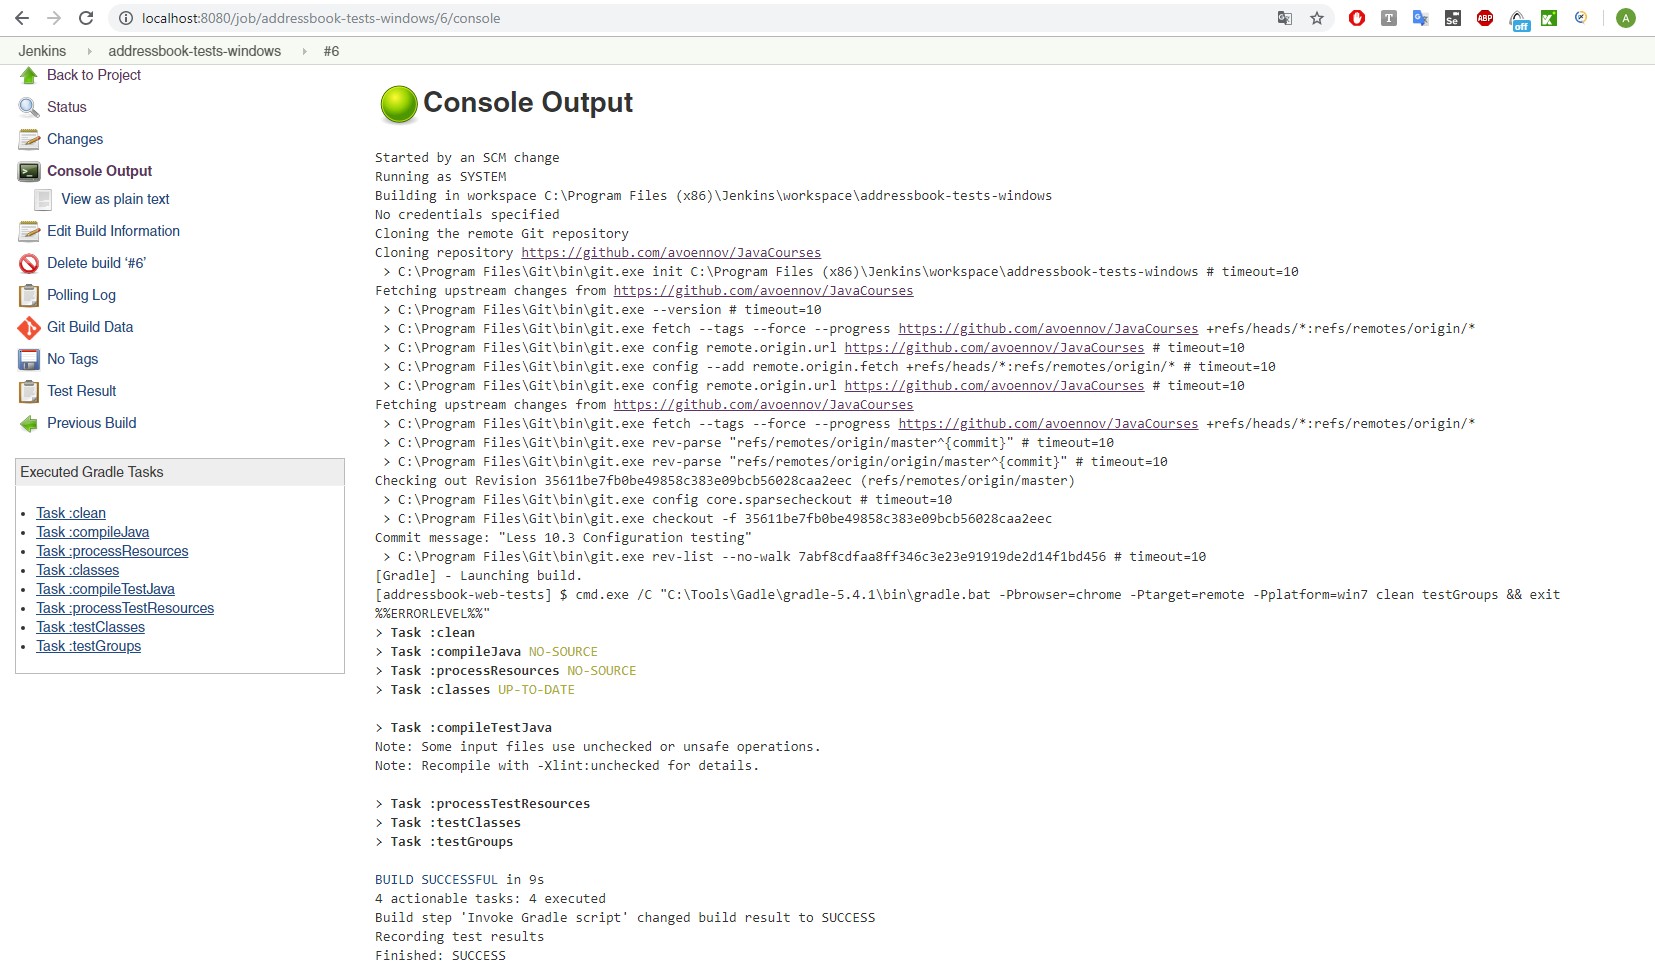 localhost:8080/job/addressbook-tests-windows/6/console
T
Se
ABP
off
A
Jenkins addressbook-tests-windows #6
Back to Project
Status
Changes
Console Output
View as plain text
Edit Build Information
Delete build ‘#6’
Polling Log
Git Build Data
No Tags
Test Result
Previous Build
Executed Gradle Tasks
Task :clean
Task :compileJava
Task :processResources
Task :classes
Task :compileTestJava
Task :processTestResources
Task :testClasses
Task :testGroups
Console Output
Started by an SCM change
Running as SYSTEM
Building in workspace C:\Program Files (x86)\Jenkins\workspace\addressbook-tests-windows
No credentials specified
Cloning the remote Git repository
Cloning repository https://github.com/avoennov/JavaCourses
> C:\Program Files\Git\bin\git.exe init C:\Program Files (x86)\Jenkins\workspace\addressbook-tests-windows # timeout=10
Fetching upstream changes from https://github.com/avoennov/JavaCourses
> C:\Program Files\Git\bin\git.exe --version # timeout=10
> C:\Program Files\Git\bin\git.exe fetch --tags --force --progress https://github.com/avoennov/JavaCourses +refs/heads/*:refs/remotes/origin/*
> C:\Program Files\Git\bin\git.exe config remote.origin.url https://github.com/avoennov/JavaCourses # timeout=10
> C:\Program Files\Git\bin\git.exe config --add remote.origin.fetch +refs/heads/*:refs/remotes/origin/* # timeout=10
> C:\Program Files\Git\bin\git.exe config remote.origin.url https://github.com/avoennov/JavaCourses # timeout=10
Fetching upstream changes from https://github.com/avoennov/JavaCourses
> C:\Program Files\Git\bin\git.exe fetch --tags --force --progress https://github.com/avoennov/JavaCourses +refs/heads/*:refs/remotes/origin/*
> C:\Program Files\Git\bin\git.exe rev-parse "refs/remotes/origin/master^{commit}" # timeout=10
> C:\Program Files\Git\bin\git.exe rev-parse "refs/remotes/origin/origin/master^{commit}" # timeout=10
Checking out Revision 35611be7fb0be49858c383e09bcb56028caa2eec (refs/remotes/origin/master)
> C:\Program Files\Git\bin\git.exe config core.sparsecheckout # timeout=10
> C:\Program Files\Git\bin\git.exe checkout -f 35611be7fb0be49858c383e09bcb56028caa2eec
Commit message: "Less 10.3 Configuration testing"
> C:\Program Files\Git\bin\git.exe rev-list --no-walk 7abf8cdfaa8ff346c3e23e91919de2d14f1bd456 # timeout=10
[Gradle] - Launching build.
[addressbook-web-tests] $ cmd.exe /C "C:\Tools\Gadle\gradle-5.4.1\bin\gradle.bat -Pbrowser=chrome -Ptarget=remote -Pplatform=win7 clean testGroups && exit
%%ERRORLEVEL%%"
> Task :clean
> Task :compileJava NO-SOURCE
> Task :processResources NO-SOURCE
> Task :classes UP-TO-DATE
> Task :compileTestJava
Note: Some input files use unchecked or unsafe operations.
Note: Recompile with -Xlint:unchecked for details.
> Task :processTestResources
> Task :testClasses
> Task :testGroups
BUILD SUCCESSFUL in 9s
4 actionable tasks: 4 executed
Build step 'Invoke Gradle script' changed build result to SUCCESS
Recording test results
Finished: SUCCESS